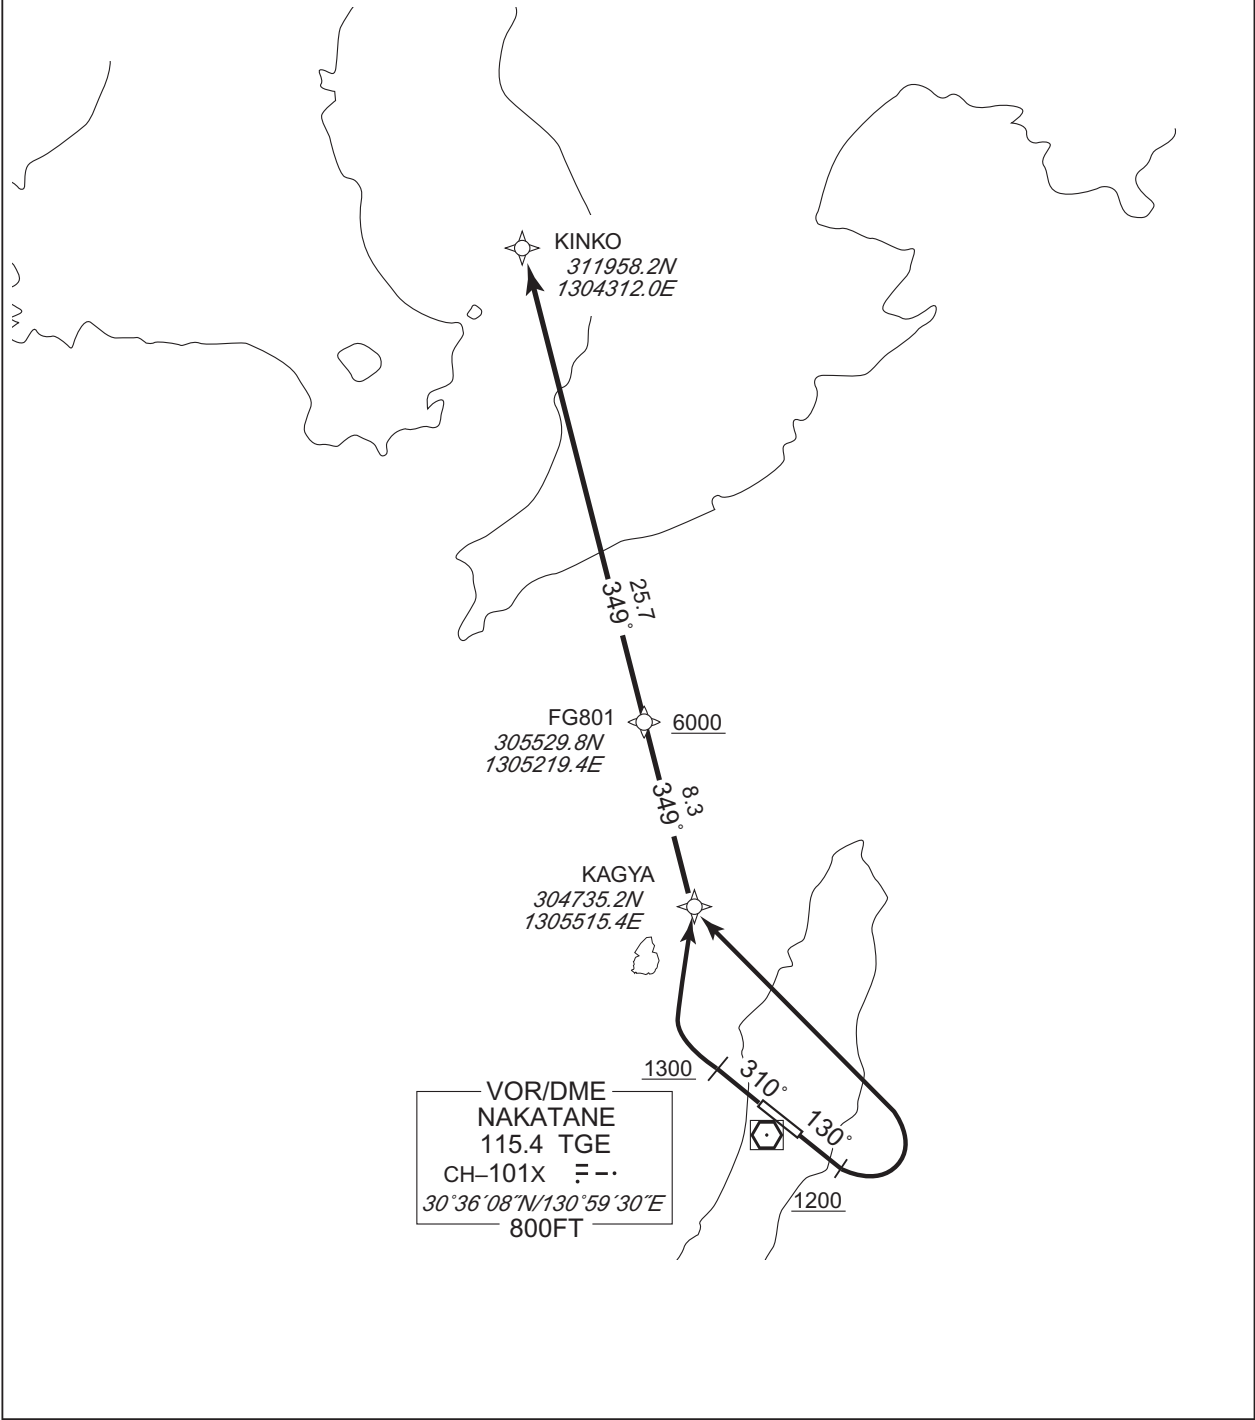 KINKO
311958.2N
1304312.0E
25.7
349°
FG801
6000
305529.8N
1305219.4E
8.3
349°
KAGYA
304735.2N
1305515.4E
1300
310°
130°
1200
VOR/DME
NAKATANE
115.4 TGE
CH–101X
30°36´08˝N/130°59´30˝E
800FT